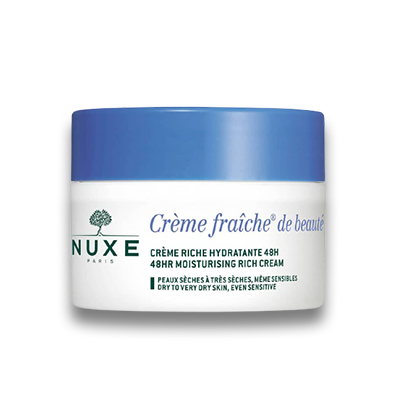 Crème fraîche® de beauté
NUXE
PARIS
CRÈME RICHE HYDRATANTE 48H
48HR MOISTURISING RICH CREAM
PEAUX SÈCHES À TRÈS SÈCHES, MÊME SENSIBLES
DRY TO VERY DRY SKIN, EVEN SENSITIVE